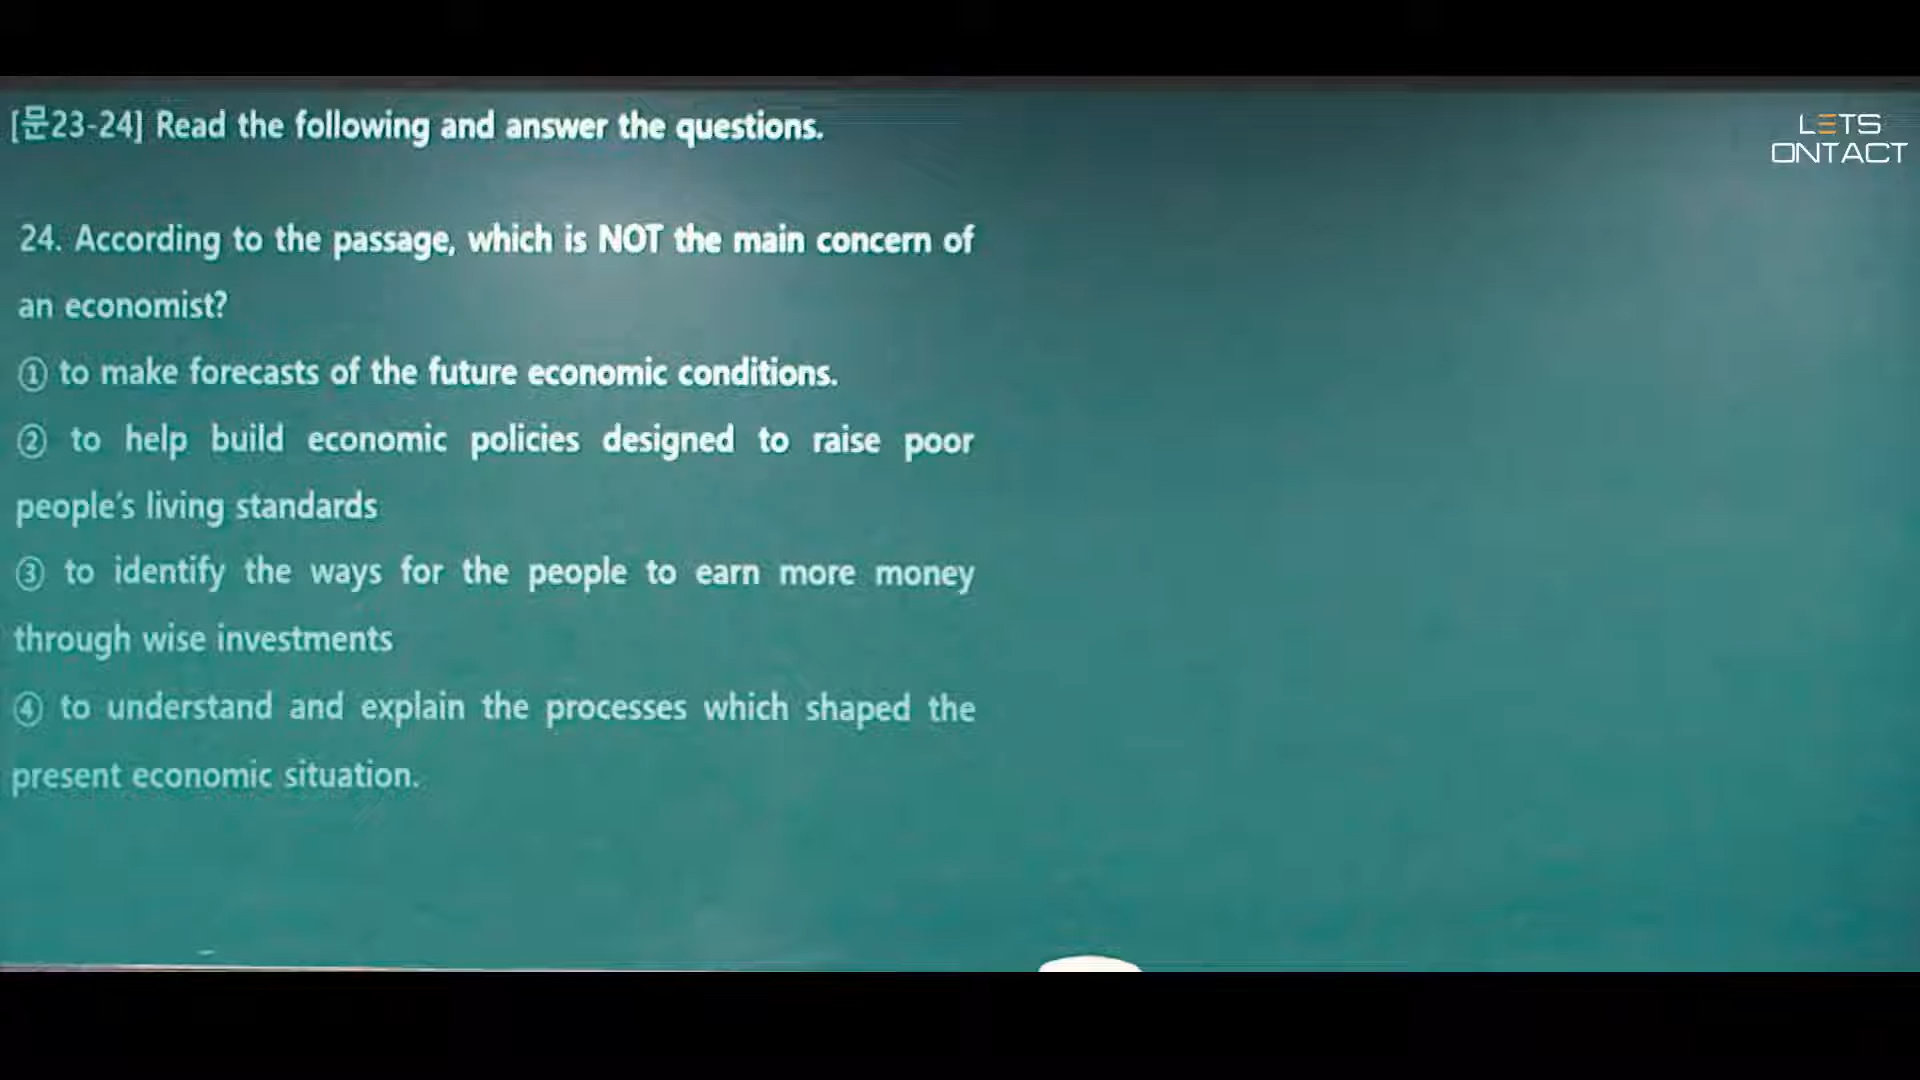 [문23-24] Read the following and answer the questions.
LETS
ONTACT
24. According to the passage, which is NOT the main concern of
an economist?
① to make forecasts of the future economic conditions.
② to help build economic policies designed to raise poor
people's living standards
③ to identify the ways for the people to earn more money
through wise investments
④ to understand and explain the processes which shaped the
present economic situation.